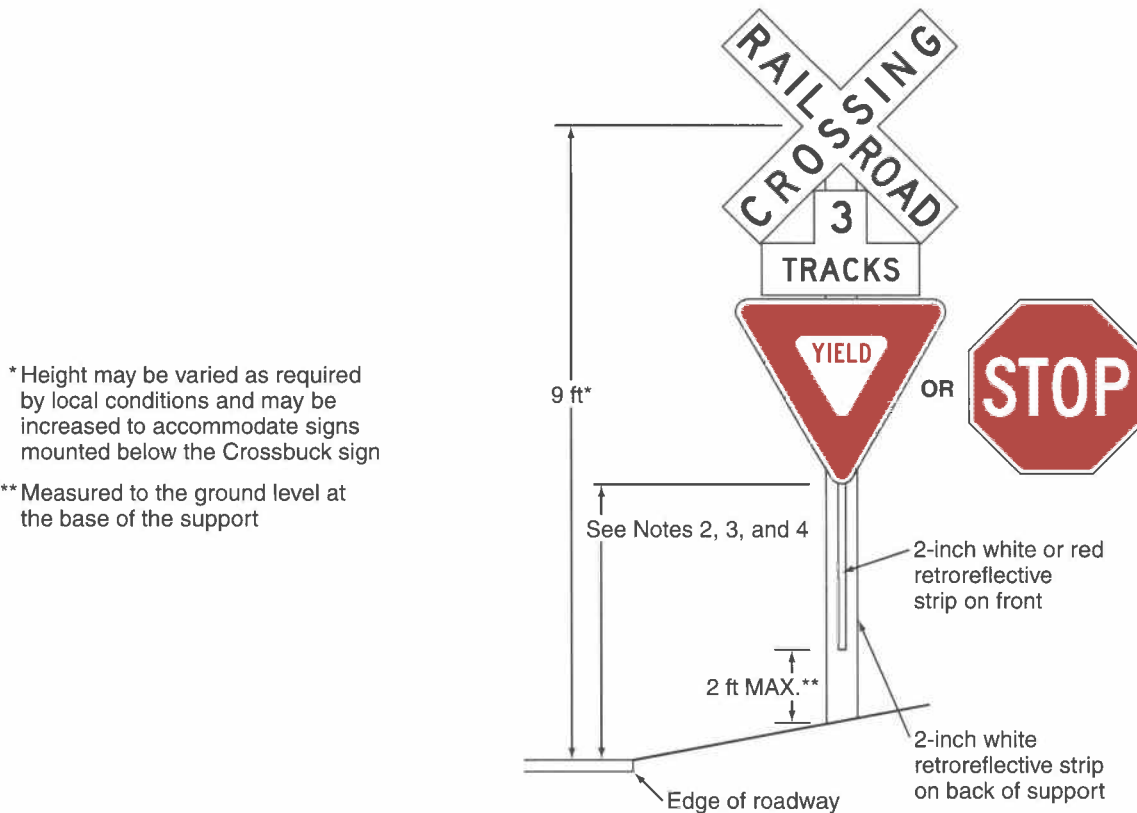 RAILROAD
CROSSING
3
TRACKS
YIELD
OR
STOP
9 ft*
*Height may be varied as required
by local conditions and may be
increased to accommodate signs
mounted below the Crossbuck sign
**Measured to the ground level at
the base of the support
See Notes 2, 3, and 4
2-inch white or red
retroreflective
strip on front
2 ft MAX.**
2-inch white
retroreflective strip
on back of support
Edge of roadway